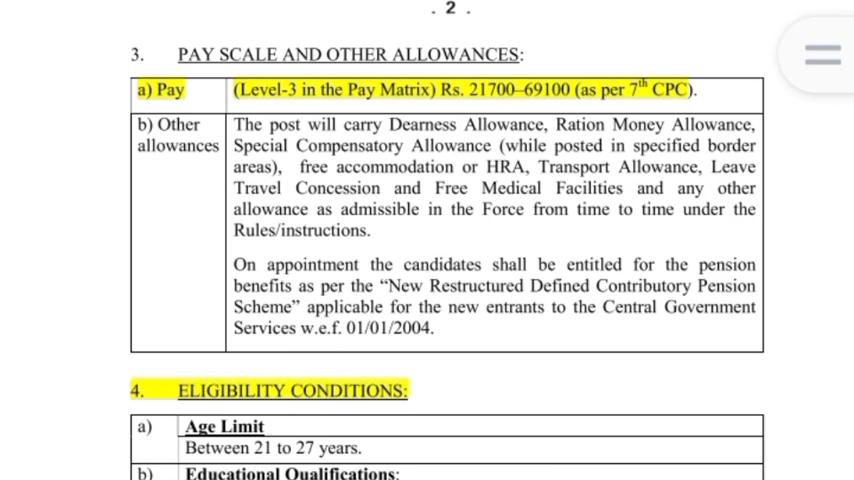 . 2 .
3. PAY SCALE AND OTHER ALLOWANCES:
a) Pay (Level-3 in the Pay Matrix) Rs. 21700–69100 (as per 7th CPC).
b) Other allowances
The post will carry Dearness Allowance, Ration Money Allowance,
Special Compensatory Allowance (while posted in specified border
areas), free accommodation or HRA, Transport Allowance, Leave
Travel Concession and Free Medical Facilities and any other
allowance as admissible in the Force from time to time under the
Rules/instructions.
On appointment the candidates shall be entitled for the pension
benefits as per the “New Restructured Defined Contributory Pension
Scheme” applicable for the new entrants to the Central Government
Services w.e.f. 01/01/2004.
4. ELIGIBILITY CONDITIONS:
a) Age Limit
Between 21 to 27 years.
b) Educational Qualifications: